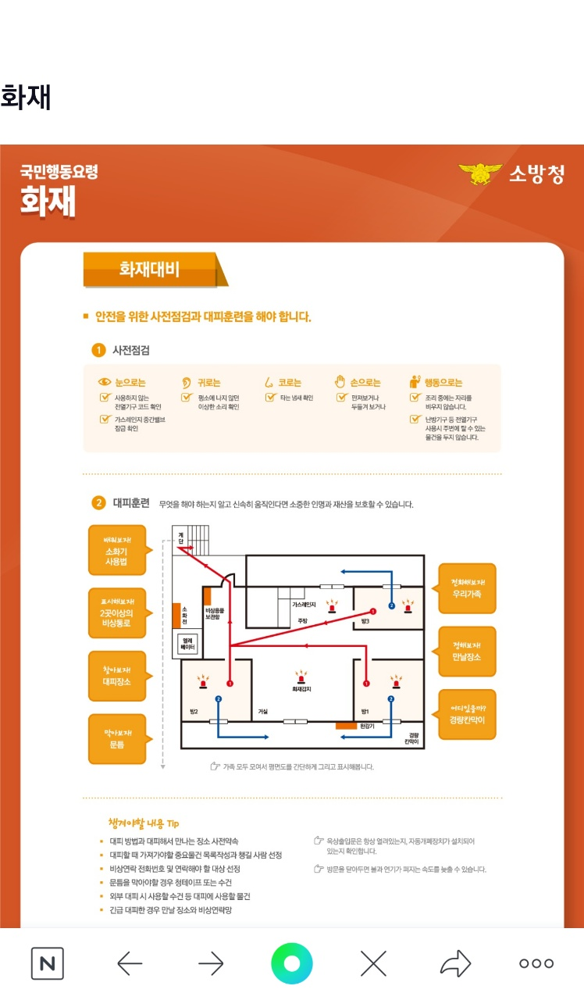 화재
국민행동요령
화재
소방청
화재대비
안전을 위한 사전점검과 대피훈련을 해야 합니다.
1 사전점검
눈으로는
사용하지 않는
전열기구 코드 확인
가스레인지 중간밸브
잠금 확인
귀로는
평소에 나지 않던
이상한 소리 확인
코로는
타는 냄새 확인
손으로는
만져보거나
두들겨 보거나
행동으로는
조리 중에는 자리를
비우지 않습니다.
난방기구 등 전열기구
사용시 주변에 탈 수 있는
물건을 두지 않습니다.
2 대피훈련 무엇을 해야 하는지 알고 신속히 움직인다면 소중한 인명과 재산을 보호할 수 있습니다.
배워보자!
소화기
사용법
표시해보자!
2곳이상의
비상통로
찾아보자!
대피장소
막아보자!
문틈
계
단
소
화
전
비상용품
보관함
엘레
베이터
가스레인지
주방
방3
2
1
화재감지
1
2
방2
거실
1
2
방1
완강기
경량
칸막이
전화해보자!
우리가족
정해보자!
만날장소
어디있을까?
경량칸막이
가족 모두 모여서 평면도를 간단하게 그리고 표시해봅니다.
챙겨야할 내용 Tip
대피 방법과 대피해서 만나는 장소 사전약속
대피할 때 가져가야할 중요물건 목록작성과 챙길 사람 선정
비상연락 전화번호 및 연락해야 할 대상 선정
문틈을 막아야할 경우 청테이프 또는 수건
외부 대피 시 사용할 수건 등 대피에 사용할 물건
긴급 대피한 경우 만날 장소와 비상연락망
옥상출입문은 항상 열려있는지, 자동개폐장치가 설치되어
있는지 확인합니다.
방문을 닫아두면 불과 연기가 퍼지는 속도를 늦출 수 있습니다.
N